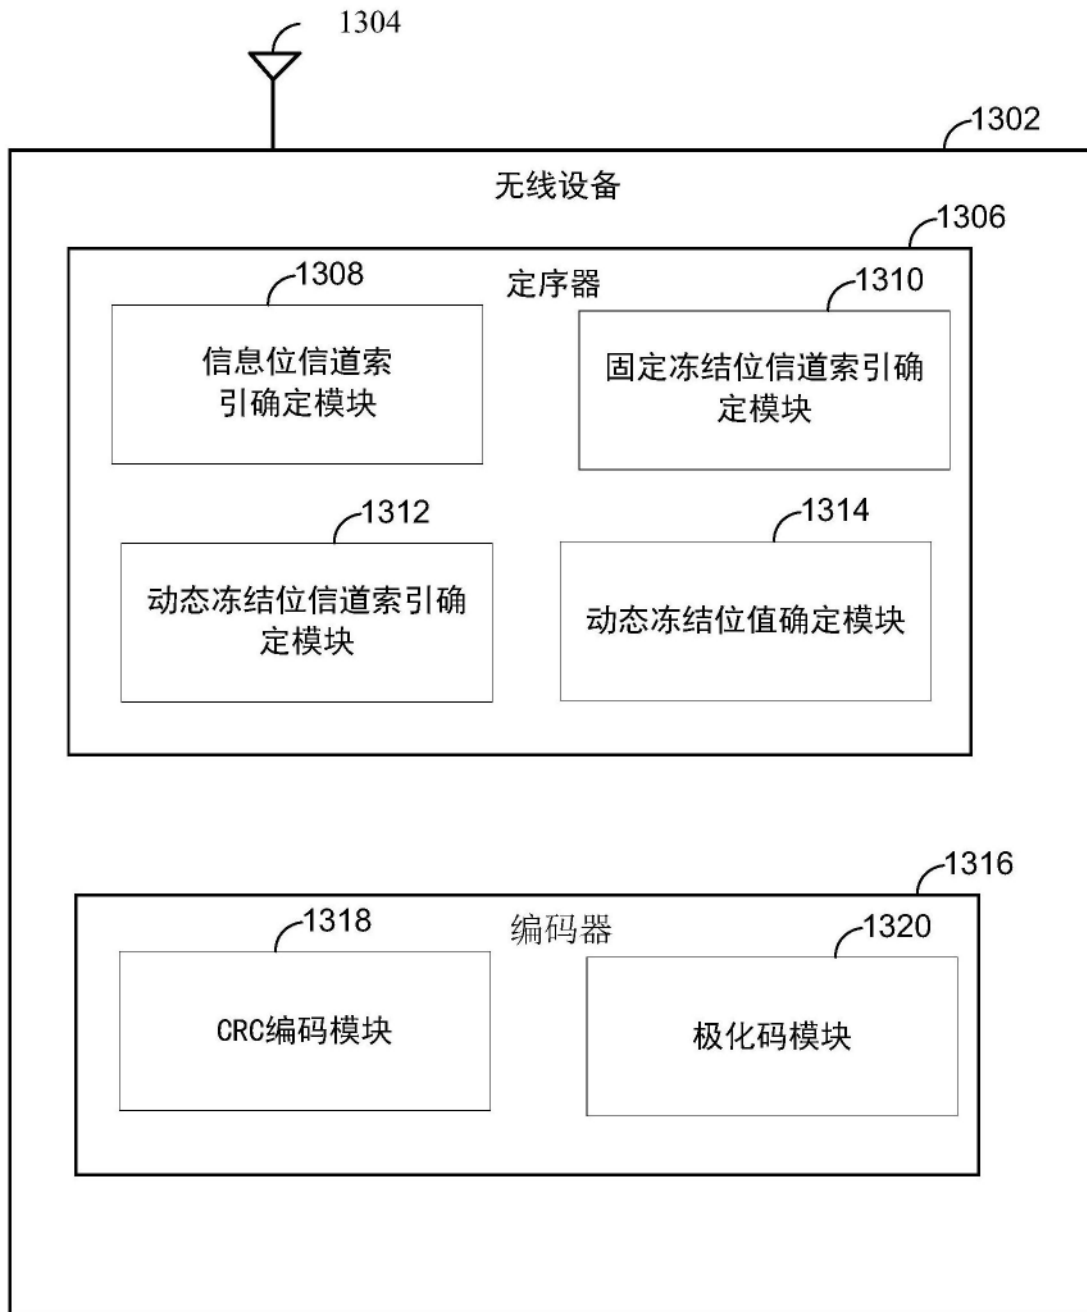 1304
1302
无线设备
1306
定序器
1308
信息位信道索
引确定模块
1310
固定冻结位信道索引确
定模块
1312
动态冻结位信道索引确
定模块
1314
动态冻结位值确定模块
1316
编码器
1318
CRC编码模块
1320
极化码模块